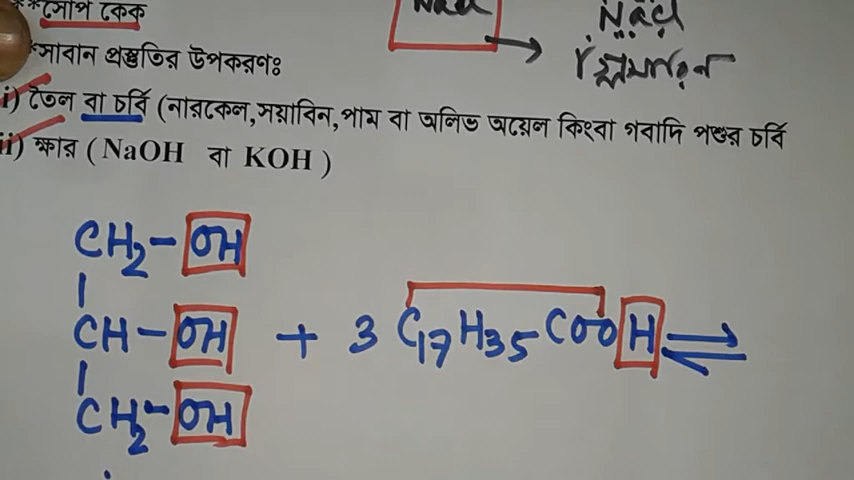 **সোপ কেক
NaCl
NaCl
*সাবান প্রস্তুতির উপকরণঃ
i) তৈল বা চর্বি (নারকেল,সয়াবিন,পাম বা অলিভ অয়েল কিংবা গবাদি পশুর চর্বি
ii) ক্ষার ( NaOH বা KOH )
CH2-OH
CH-OH + 3 C17H35COOH ⇌
CH2-OH